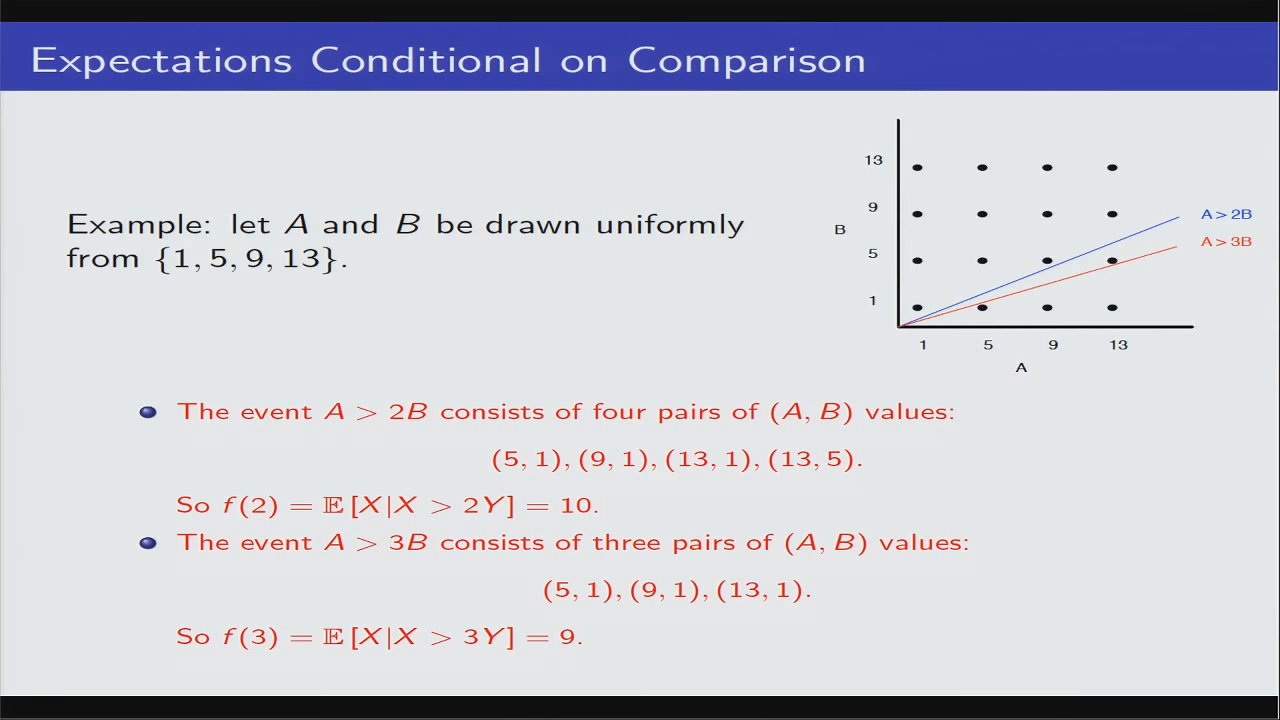 Expectations Conditional on Comparison
Example: let A and B be drawn uniformly
from {1, 5, 9, 13}.
13
9
5
1
B
1 5 9 13
A
A > 2B
A > 3B
The event A > 2B consists of four pairs of (A, B) values:
(5, 1), (9, 1), (13, 1), (13, 5).
So f(2) = 𝔼 [X|X > 2Y] = 10.
The event A > 3B consists of three pairs of (A, B) values:
(5, 1), (9, 1), (13, 1).
So f(3) = 𝔼 [X|X > 3Y] = 9.